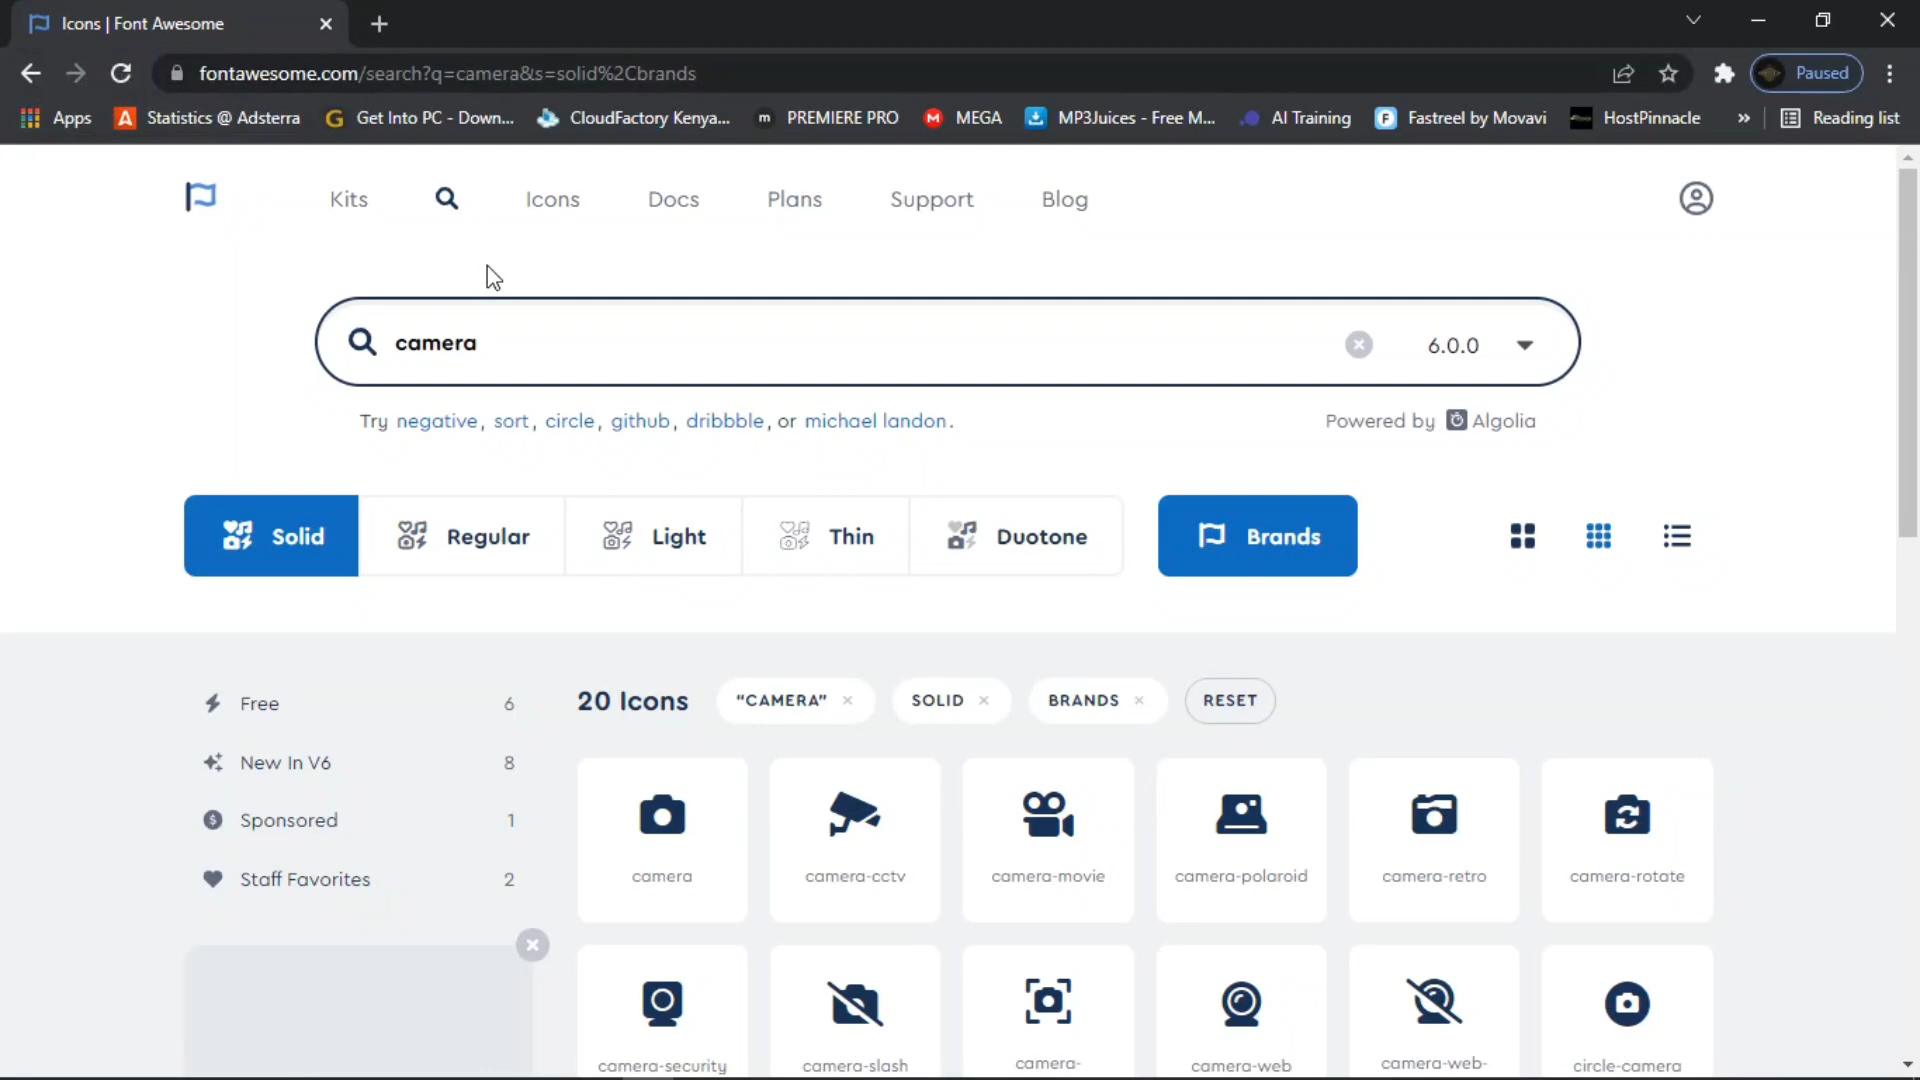 Icons | Font Awesome
fontawesome.com/search?q=camera&s=solid%2Cbrands
Paused
Apps
Statistics @ Adsterra
Get Into PC - Down...
CloudFactory Kenya...
PREMIERE PRO
MEGA
MP3Juices - Free M...
AI Training
Fastreel by Movavi
HostPinnacle
»
Reading list
Kits
Icons
Docs
Plans
Support
Blog
camera
6.0.0
Try negative, sort, circle, github, dribbble, or michael landon.
Powered by Algolia
Solid
Regular
Light
Thin
Duotone
Brands
Free 6
New In V6 8
Sponsored 1
Staff Favorites 2
20 Icons
"CAMERA" ×
SOLID ×
BRANDS ×
RESET
camera
camera-cctv
camera-movie
camera-polaroid
camera-retro
camera-rotate
camera-security
camera-slash
camera-
camera-web
camera-web-
circle-camera